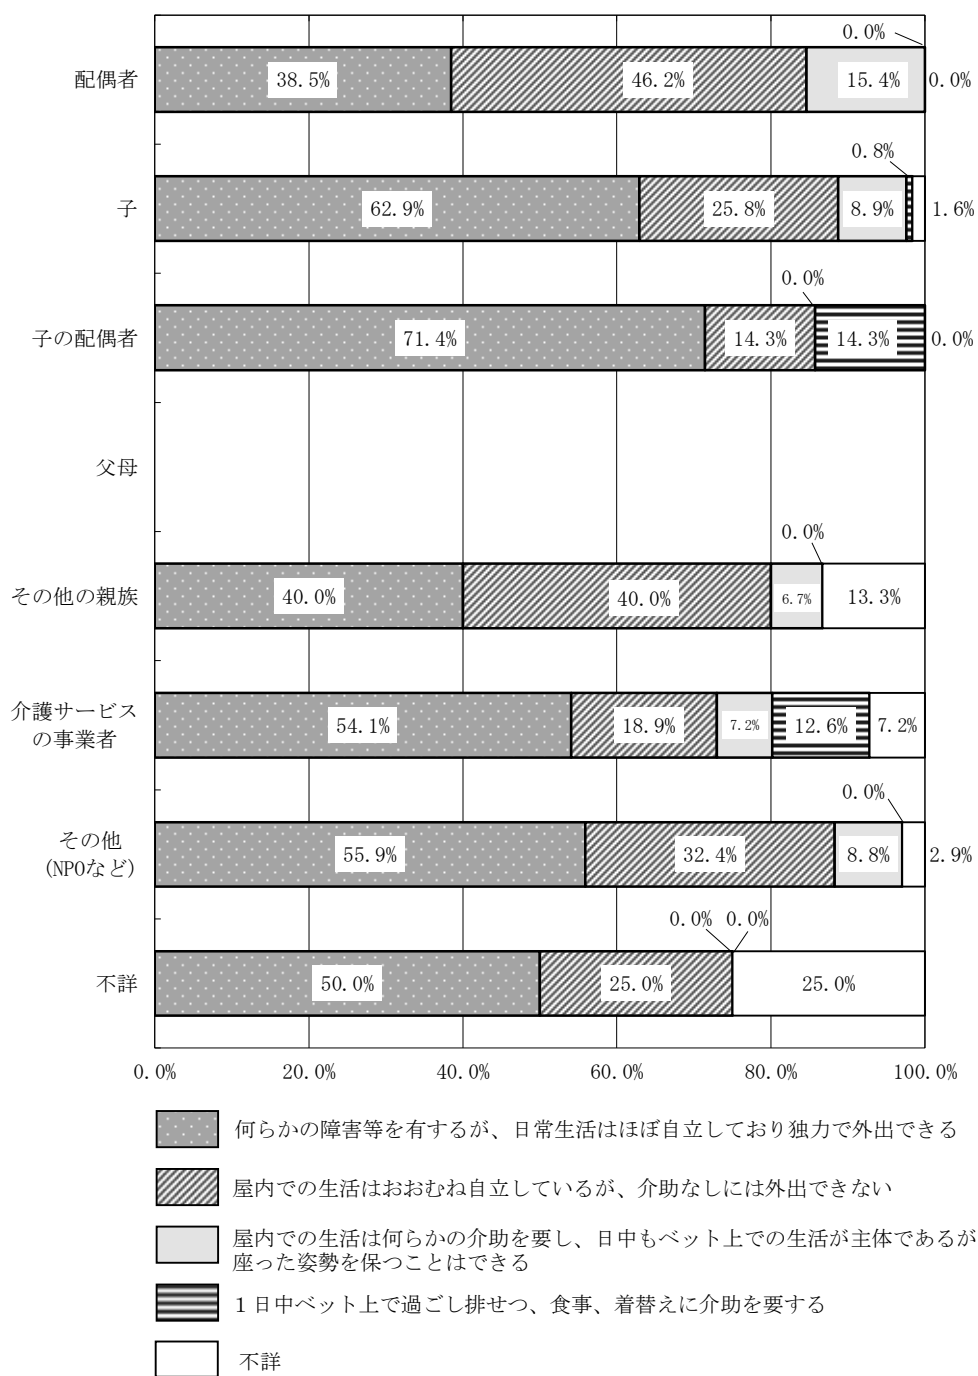 0.0%
配偶者
38.5%
46.2%
15.4%
0.0%
0.8%
子
62.9%
25.8%
8.9%
1.6%
0.0%
子の配偶者
71.4%
14.3%
14.3%
0.0%
父母
0.0%
その他の親族
40.0%
40.0%
6.7%
13.3%
介護サービス
の事業者
54.1%
18.9%
7.2%
12.6%
7.2%
0.0%
その他
(NPOなど)
55.9%
32.4%
8.8%
2.9%
0.0%
0.0%
不詳
50.0%
25.0%
25.0%
0.0%
20.0%
40.0%
60.0%
80.0%
100.0%
何らかの障害等を有するが、日常生活はほぼ自立しており独力で外出できる
屋内での生活はおおむね自立しているが、介助なしには外出できない
屋内での生活は何らかの介助を要し、日中もベット上での生活が主体であるが
座った姿勢を保つことはできる
１日中ベット上で過ごし排せつ、食事、着替えに介助を要する
不詳